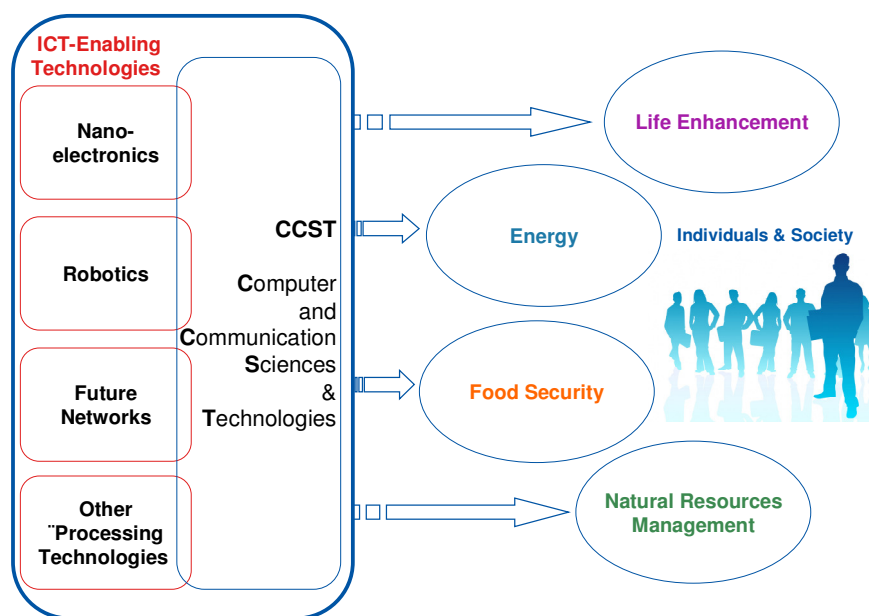 ICT-Enabling
Technologies
Nano-
electronics
Robotics
Future
Networks
Other
¨Processing
Technologies
CCST
Computer
and
Communication
Sciences
&
Technologies
Life Enhancement
Energy
Individuals & Society
Food Security
Natural Resources
Management